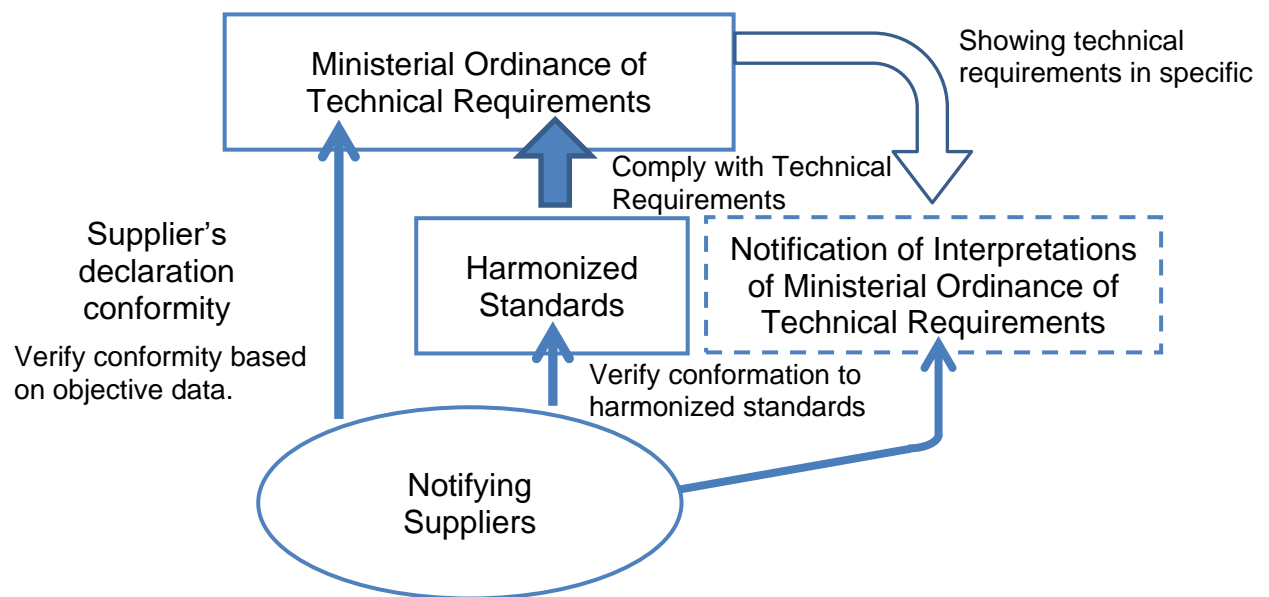 Ministerial Ordinance of
Technical Requirements
Showing technical
requirements in specific
Comply with Technical
Requirements
Supplier’s
declaration
conformity
Verify conformity based
on objective data.
Harmonized
Standards
Notification of Interpretations
of Ministerial Ordinance of
Technical Requirements
Verify conformation to
harmonized standards
Notifying
Suppliers